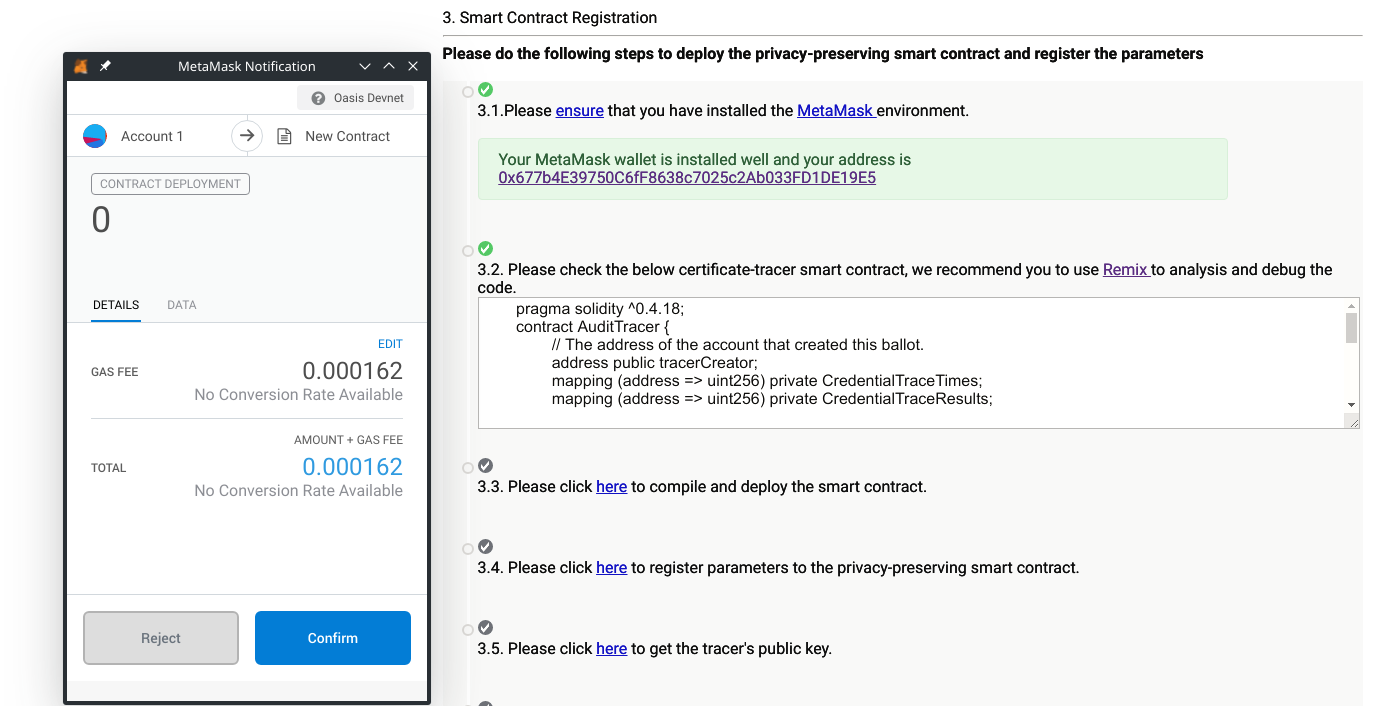 MetaMask Notification
Oasis Devnet
Account 1
New Contract
CONTRACT DEPLOYMENT
0
DETAILS
DATA
EDIT
GAS FEE
0.000162
No Conversion Rate Available
AMOUNT + GAS FEE
TOTAL
0.000162
No Conversion Rate Available
Reject
Confirm
3. Smart Contract Registration
Please do the following steps to deploy the privacy-preserving smart contract and register the parameters
3.1.Please ensure that you have installed the MetaMask environment.
Your MetaMask wallet is installed well and your address is
0x677b4E39750C6fF8638c7025c2Ab033FD1DE19E5
3.2. Please check the below certificate-tracer smart contract, we recommend you to use Remix to analysis and debug the
code.
pragma solidity ^0.4.18;
contract AuditTracer {
// The address of the account that created this ballot.
address public tracerCreator;
mapping (address => uint256) private CredentialTraceTimes;
mapping (address => uint256) private CredentialTraceResults;
3.3. Please click here to compile and deploy the smart contract.
3.4. Please click here to register parameters to the privacy-preserving smart contract.
3.5. Please click here to get the tracer's public key.